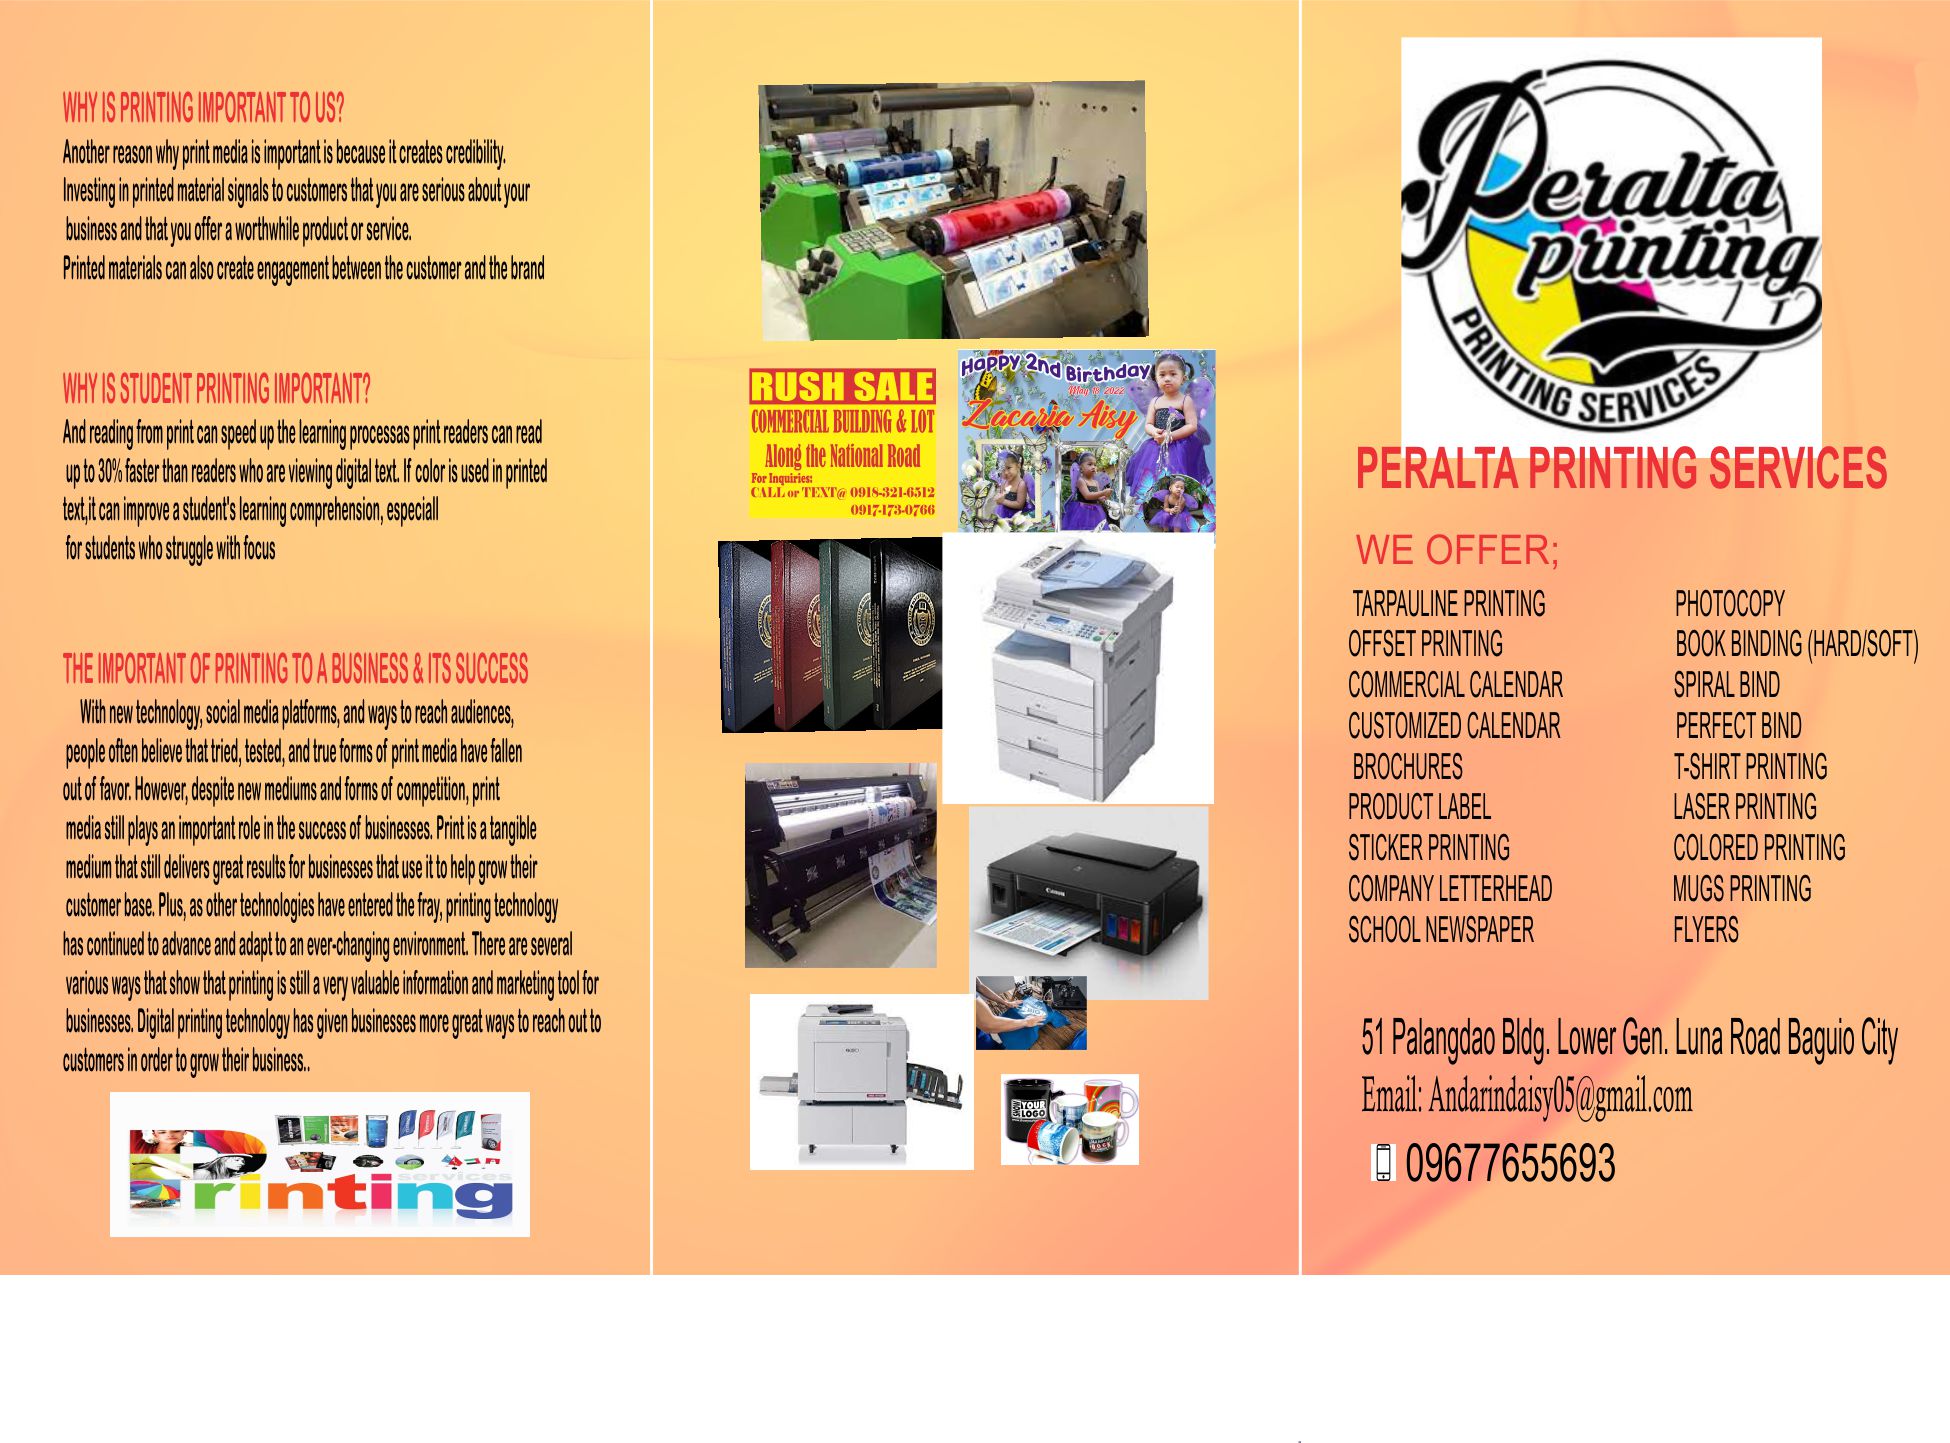 WHY IS PRINTING IMPORTANT TO US?
Another reason why print media is important is because it creates credibility.
Investing in printed material signals to customers that you are serious about your
business and that you offer a worthwhile product or service.
Printed materials can also create engagement between the customer and the brand
WHY IS STUDENT PRINTING IMPORTANT?
And reading from print can speed up the learning processas print readers can read
up to 30% faster than readers who are viewing digital text. If color is used in printed
text,it can improve a student's learning comprehension, especiall
for students who struggle with focus
THE IMPORTANT OF PRINTING TO A BUSINESS & ITS SUCCESS
With new technology, social media platforms, and ways to reach audiences,
people often believe that tried, tested, and true forms of print media have fallen
out of favor. However, despite new mediums and forms of competition, print
media still plays an important role in the success of businesses. Print is a tangible
medium that still delivers great results for businesses that use it to help grow their
customer base. Plus, as other technologies have entered the fray, printing technology
has continued to advance and adapt to an ever-changing environment. There are several
various ways that show that printing is still a very valuable information and marketing tool for
businesses. Digital printing technology has given businesses more great ways to reach out to
customers in order to grow their business..
Printing
services
RUSH SALE
COMMERCIAL BUILDING & LOT
Along the National Road
For Inquiries:
CALL or TEXT@ 0918-321-6512
0917-173-0766
Happy 2nd Birthday
May 18, 2022
Zacaria Aisy
Canon
SHOW
YOUR
LOGO
Peralta
printing
PRINTING SERVICES
PERALTA PRINTING SERVICES
WE OFFER;
TARPAULINE PRINTING
OFFSET PRINTING
COMMERCIAL CALENDAR
CUSTOMIZED CALENDAR
BROCHURES
PRODUCT LABEL
STICKER PRINTING
COMPANY LETTERHEAD
SCHOOL NEWSPAPER
PHOTOCOPY
BOOK BINDING (HARD/SOFT)
SPIRAL BIND
PERFECT BIND
T-SHIRT PRINTING
LASER PRINTING
COLORED PRINTING
MUGS PRINTING
FLYERS
51 Palangdao Bldg. Lower Gen. Luna Road Baguio City
Email: Andarindaisy05@gmail.com
09677655693